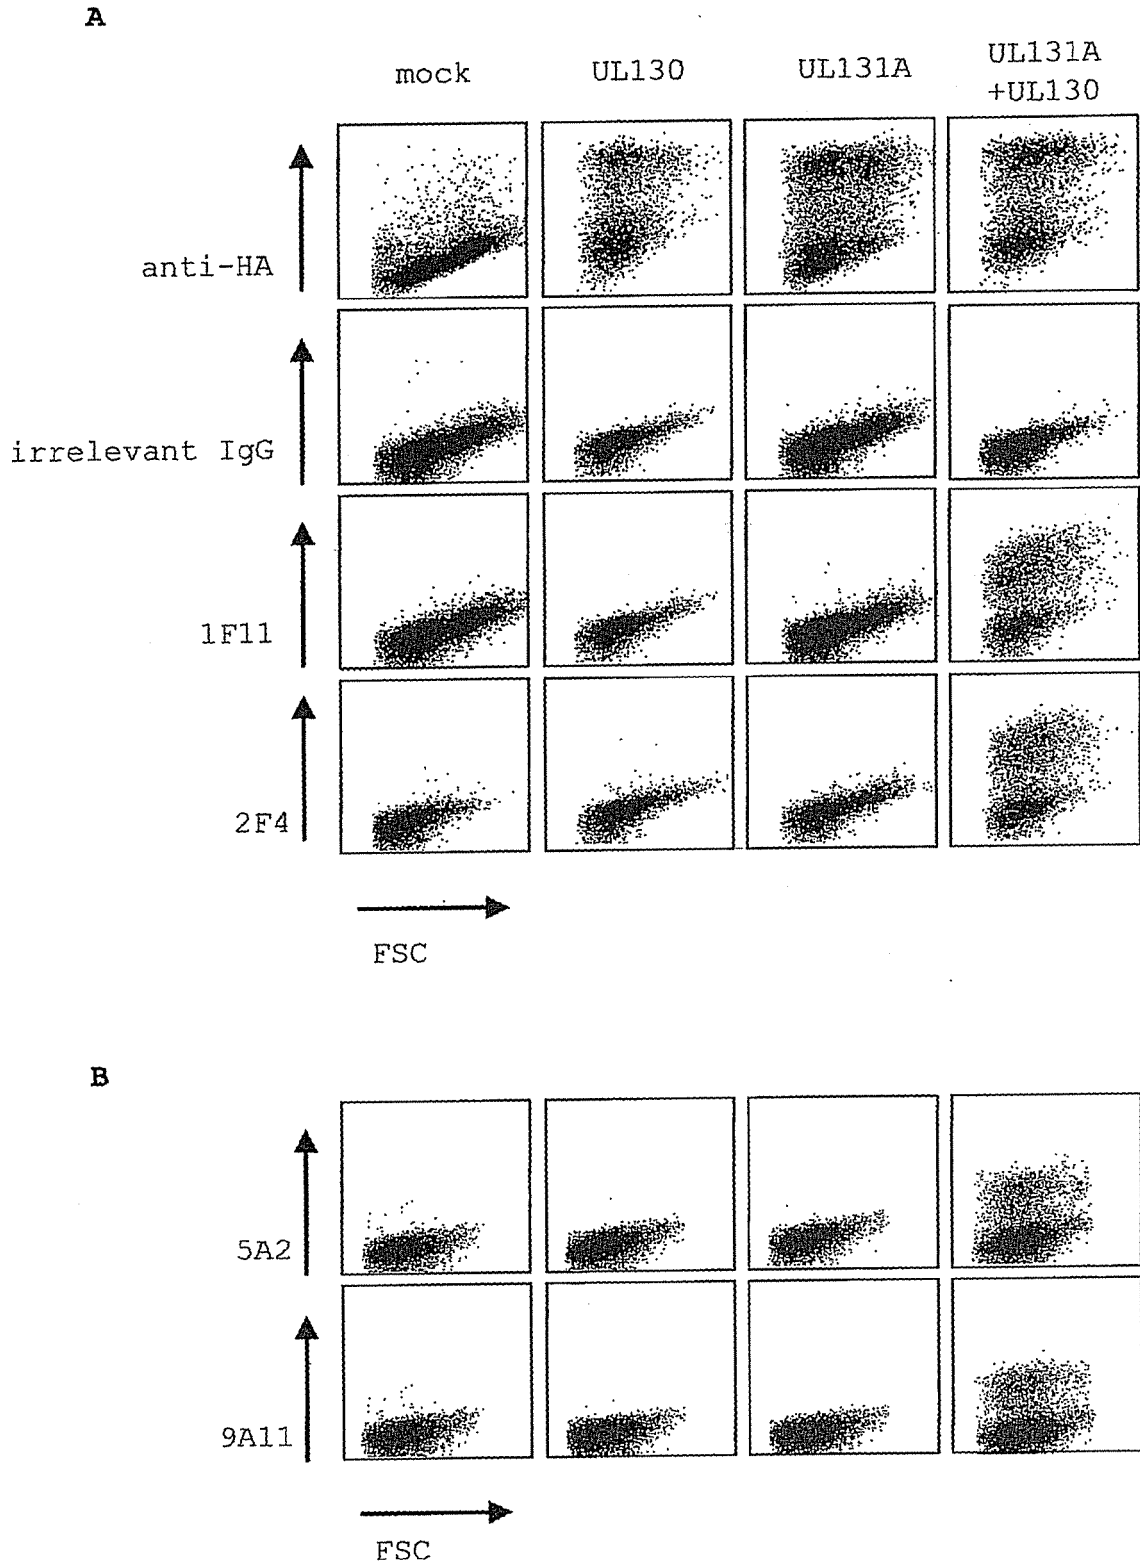 A
mock
UL130
UL131A
UL131A
+UL130
anti-HA
irrelevant IgG
1F11
2F4
FSC
B
5A2
9A11
FSC